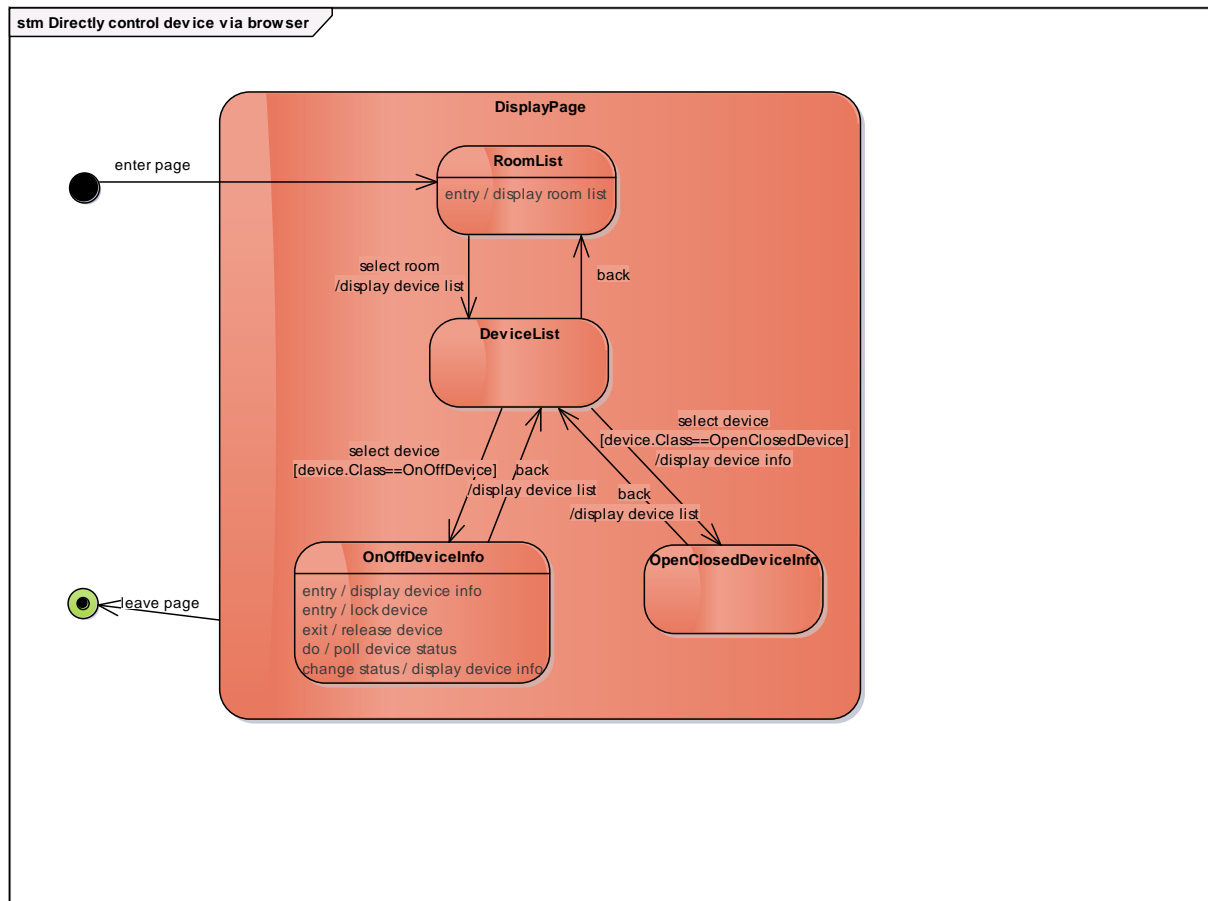 stm Directly control device via browser
DisplayPage
enter page
RoomList
entry / display room list
select room
/display device list
back
DeviceList
select device
[device.Class==OpenClosedDevice]
/display device info
select device
[device.Class==OnOffDevice]
back
/display device list
back
/display device list
OnOffDeviceInfo
entry / display device info
entry / lock device
exit / release device
do / poll device status
change status / display device info
OpenClosedDeviceInfo
leave page